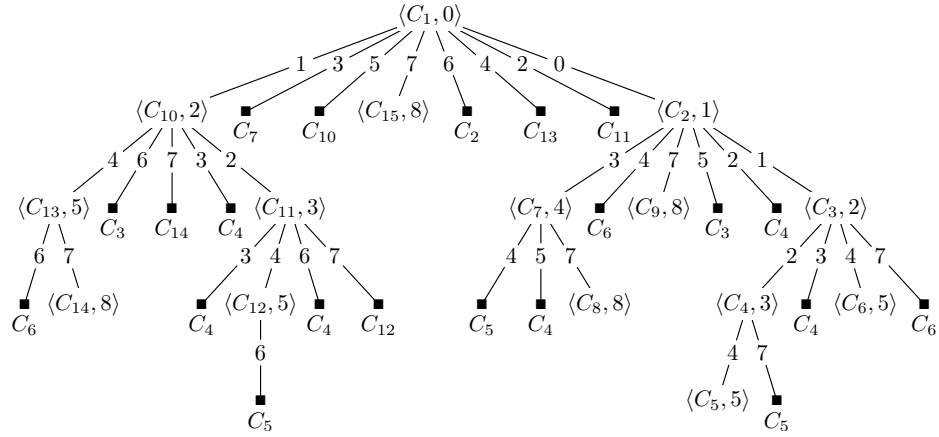 ⟨C₁, 0⟩
1 3 5 7 6 4 2 0
⟨C₁₀, 2⟩ C₇ C₁₀ ⟨C₁₅, 8⟩ C₂ C₁₃ C₁₁ ⟨C₂, 1⟩
4 6 7 3 2 3 4 7 5 2 1
⟨C₁₃, 5⟩ C₃ C₁₄ C₄ ⟨C₁₁, 3⟩ ⟨C₇, 4⟩ C₆ ⟨C₉, 8⟩ C₃ C₄ ⟨C₃, 2⟩
6 7 3 4 6 7 4 5 7 2 3 4 7
C₆ ⟨C₁₄, 8⟩ C₄ ⟨C₁₂, 5⟩ C₄ C₁₂ C₅ C₄ ⟨C₈, 8⟩ ⟨C₄, 3⟩ C₄ ⟨C₆, 5⟩ C₆
6 4 7
C₅ ⟨C₅, 5⟩ C₅